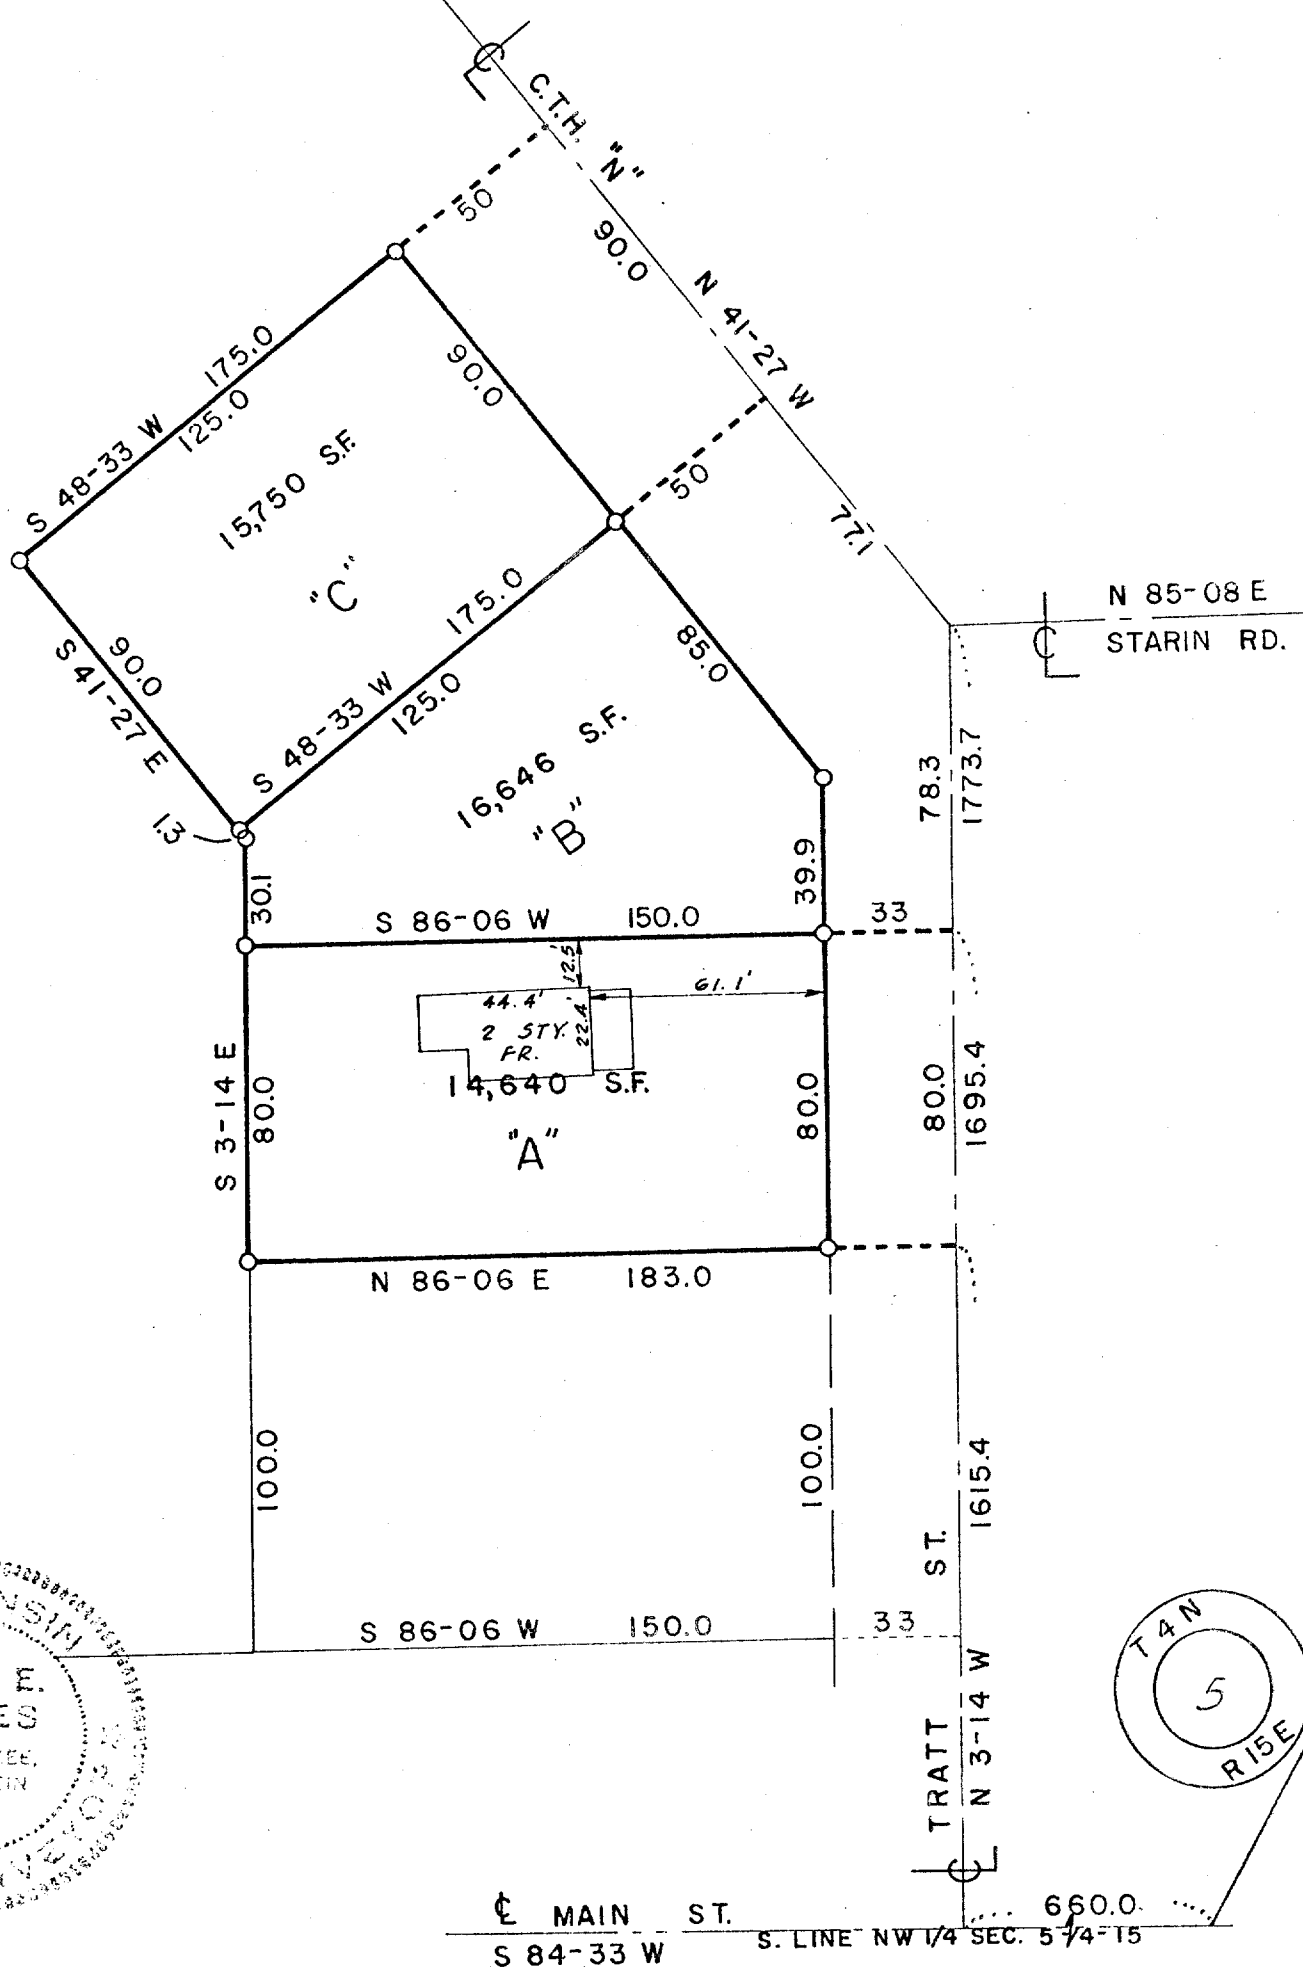 C.T.H. "N"
50
90.0
N 41-27 W
175.0
90.0
S 48-33 W
125.0
15,750 S.F.
50
77.1
"C"
N 85-08 E
℄ STARIN RD.
175.0
85.0
90.0
S 41-27 E
S 48-33 W
125.0
16,646 S.F.
78.3
1773.7
"B"
1.3
39.9
30.1
S 86-06 W 150.0
33
12.5'
61.1'
44.4'
22.4'
2 STY.
FR.
S 3-14 E
80.0
14,640 S.F.
80.0
80.0
1695.4
"A"
N 86-06 E 183.0
100.0
100.0
1615.4
S 86-06 W 150.0
33
TRATT ST.
N 3-14 W
T 4 N
5
R 15 E
℄ MAIN ST.
660.0
S 84-33 W
S. LINE NW 1/4 SEC. 5-4-15